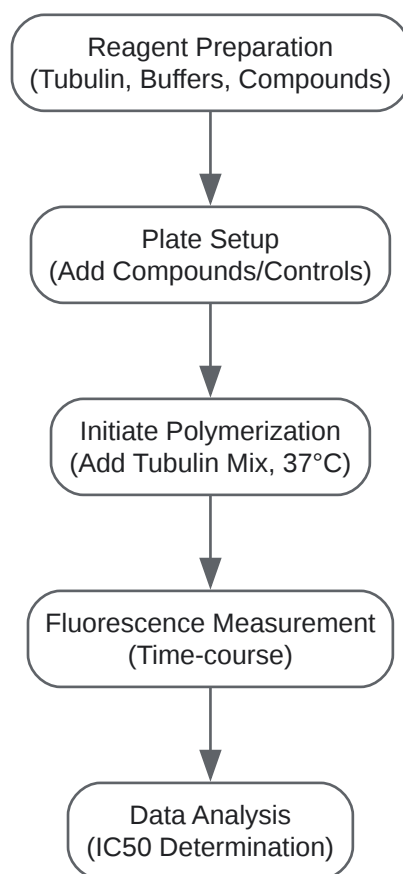 Reagent Preparation
(Tubulin, Buffers, Compounds)
Plate Setup
(Add Compounds/Controls)
Initiate Polymerization
(Add Tubulin Mix, 37°C)
Fluorescence Measurement
(Time-course)
Data Analysis
(IC50 Determination)